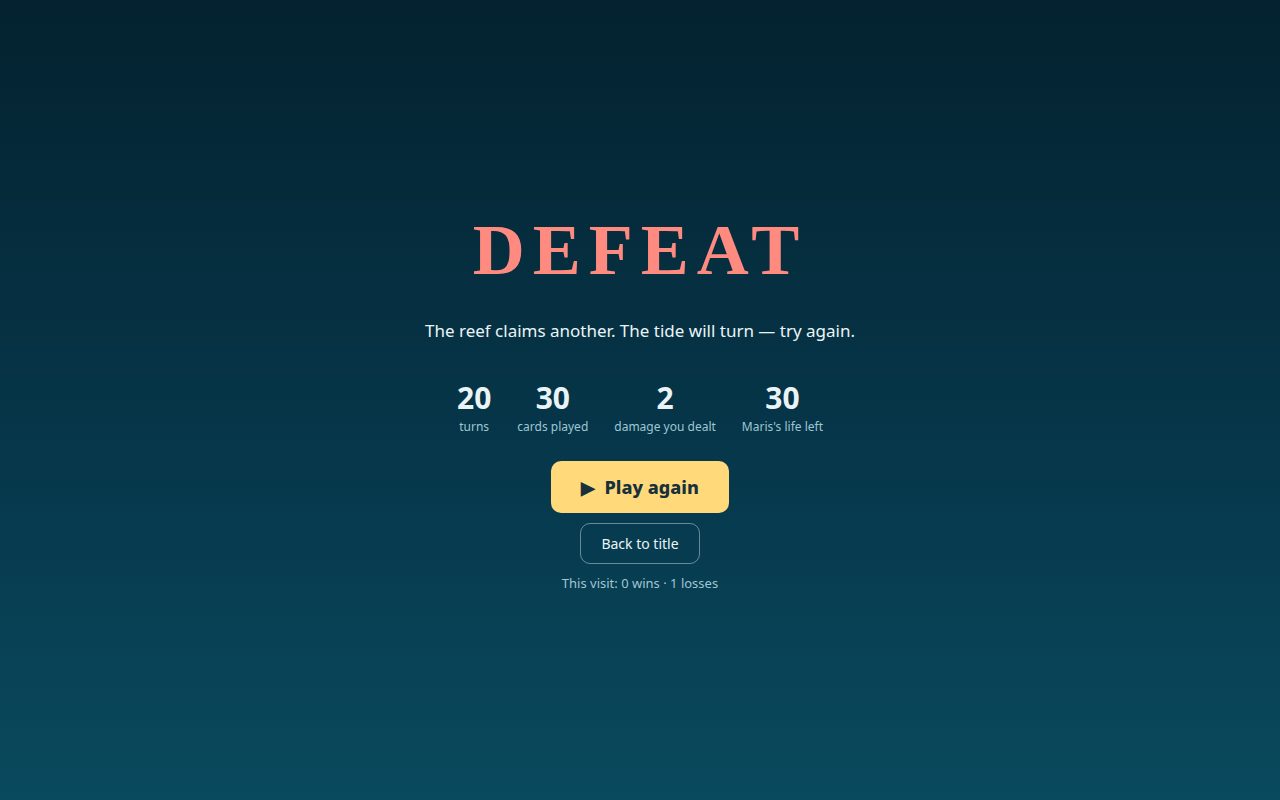 DEFEAT
The reef claims another. The tide will turn — try again.
20 30 2 30
turns cards played damage you dealt Maris's life left
▶ Play again
Back to title
This visit: 0 wins · 1 losses